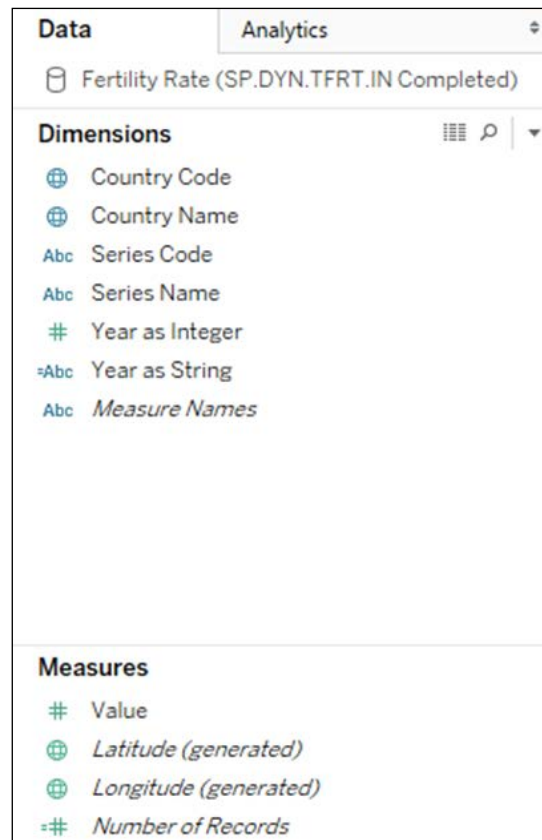 Data Analytics
Fertility Rate (SP.DYN.TFRT.IN Completed)
Dimensions
Country Code
Country Name
Abc Series Code
Abc Series Name
# Year as Integer
=Abc Year as String
Abc Measure Names
Measures
# Value
Latitude (generated)
Longitude (generated)
=# Number of Records